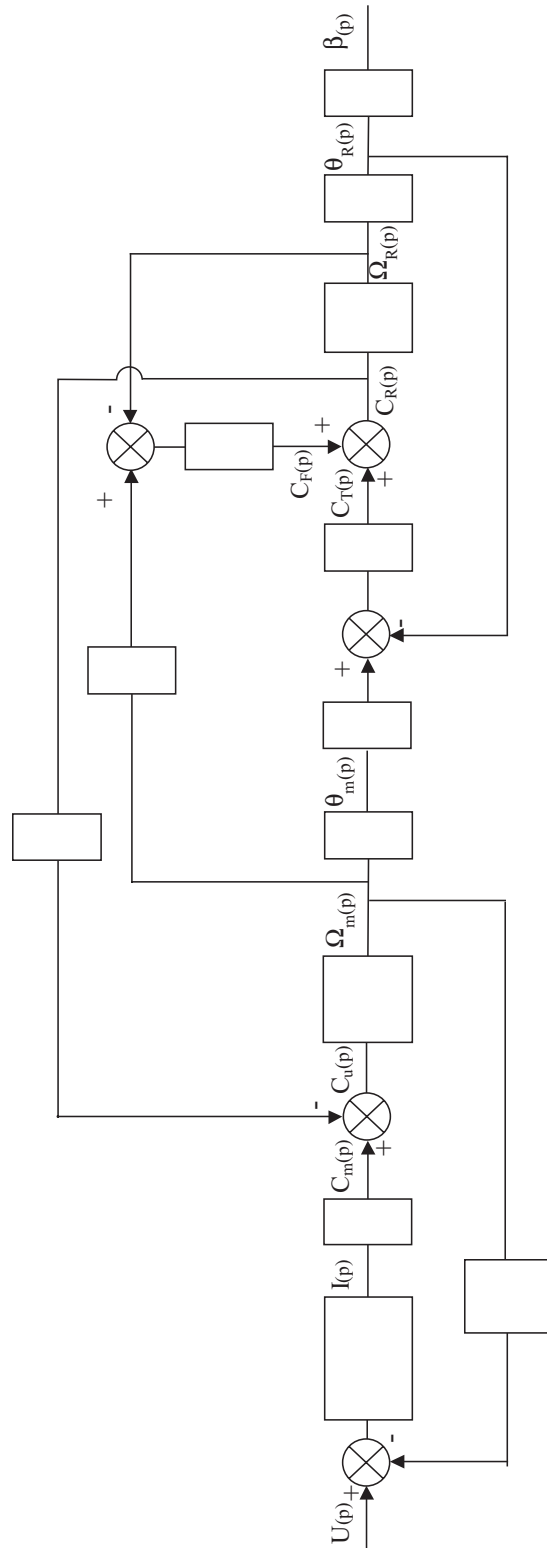 U(p)
+
-
I(p)
Cm(p)
+
-
Cu(p)
Ωm(p)
θm(p)
+
-
CT(p)
+
CF(p)
+
+
-
CR(p)
ΩR(p)
θR(p)
β(p)